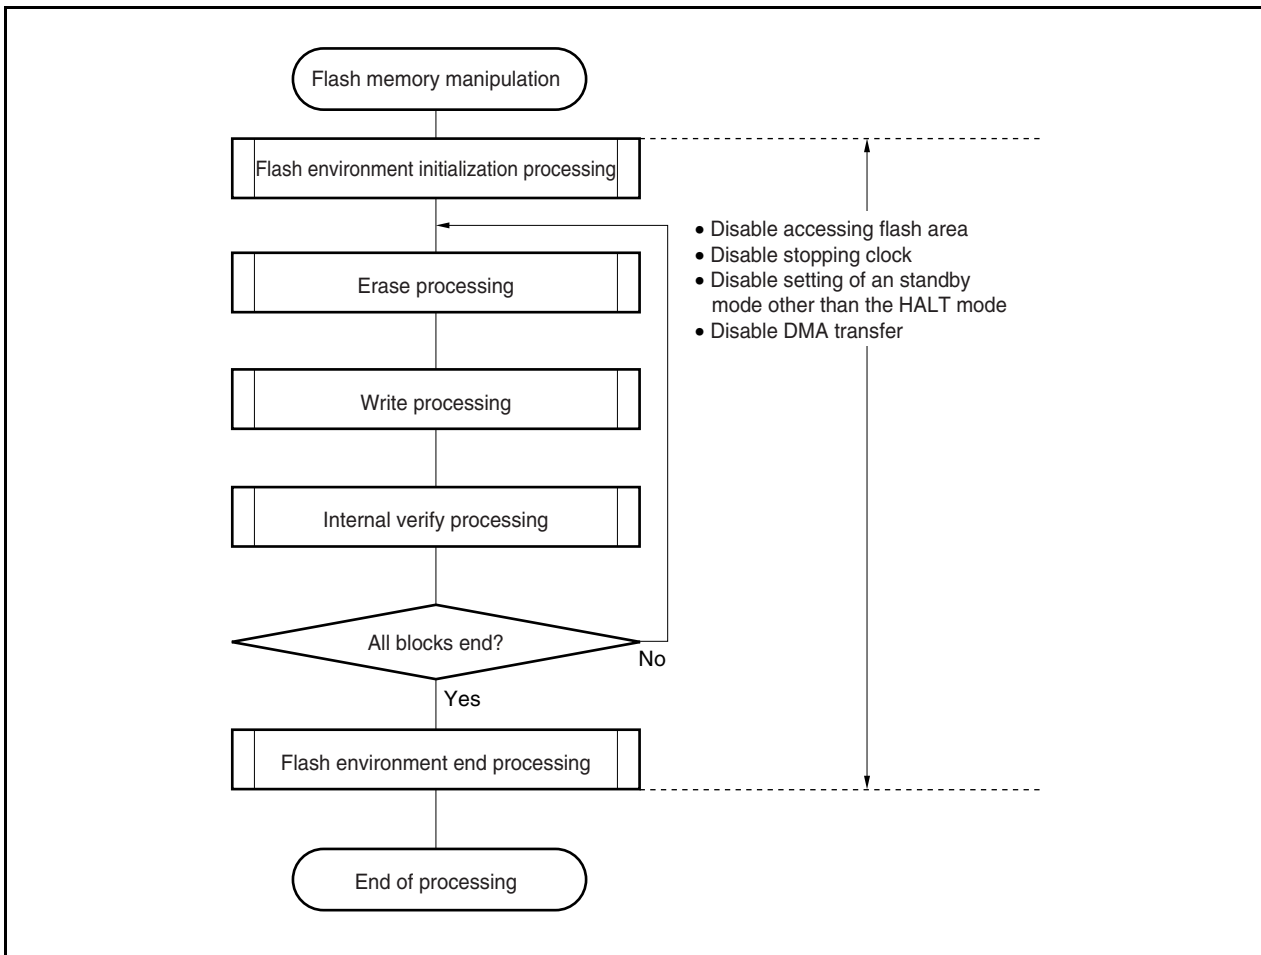 Flash memory manipulation
Flash environment initialization processing
• Disable accessing flash area
• Disable stopping clock
• Disable setting of an standby
mode other than the HALT mode
• Disable DMA transfer
Erase processing
Write processing
Internal verify processing
All blocks end?
No
Yes
Flash environment end processing
End of processing